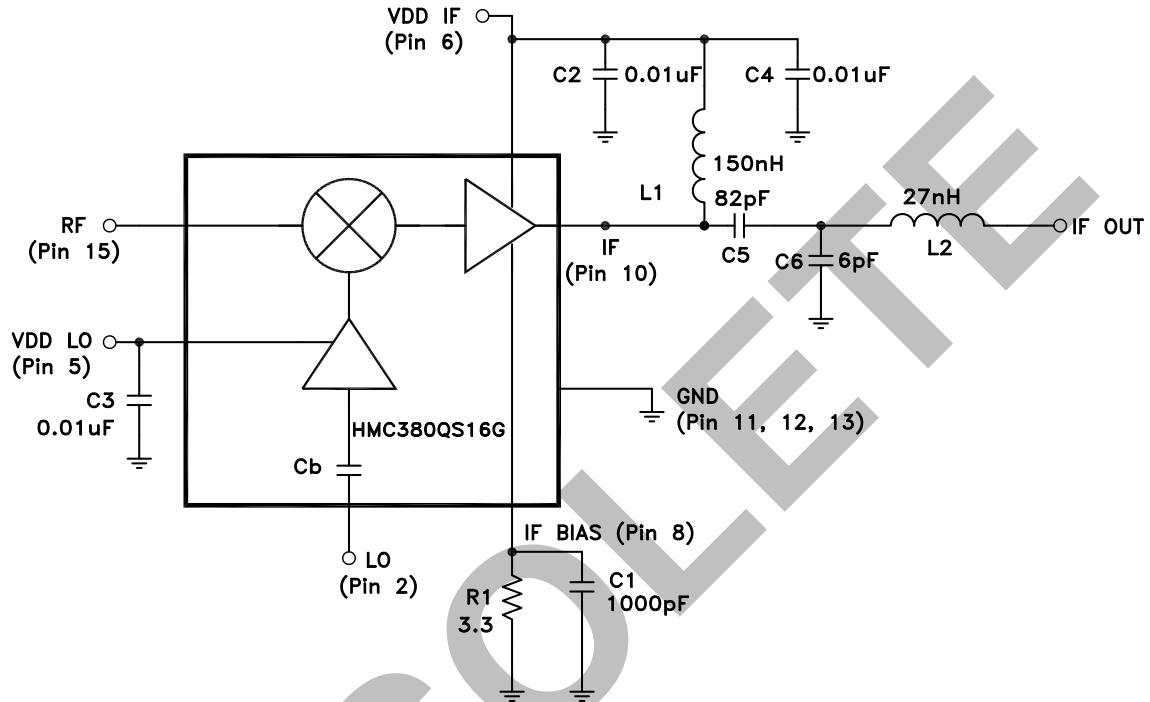 VDD IF
(Pin 6)
C2 0.01uF
C4 0.01uF
150nH
L1
82pF
C5
27nH
L2
IF OUT
C6 6pF
RF
(Pin 15)
IF
(Pin 10)
VDD LO
(Pin 5)
C3
0.01uF
GND
(Pin 11, 12, 13)
HMC380QS16G
Cb
LO
(Pin 2)
IF BIAS (Pin 8)
R1
3.3
C1
1000pF
SOLETE